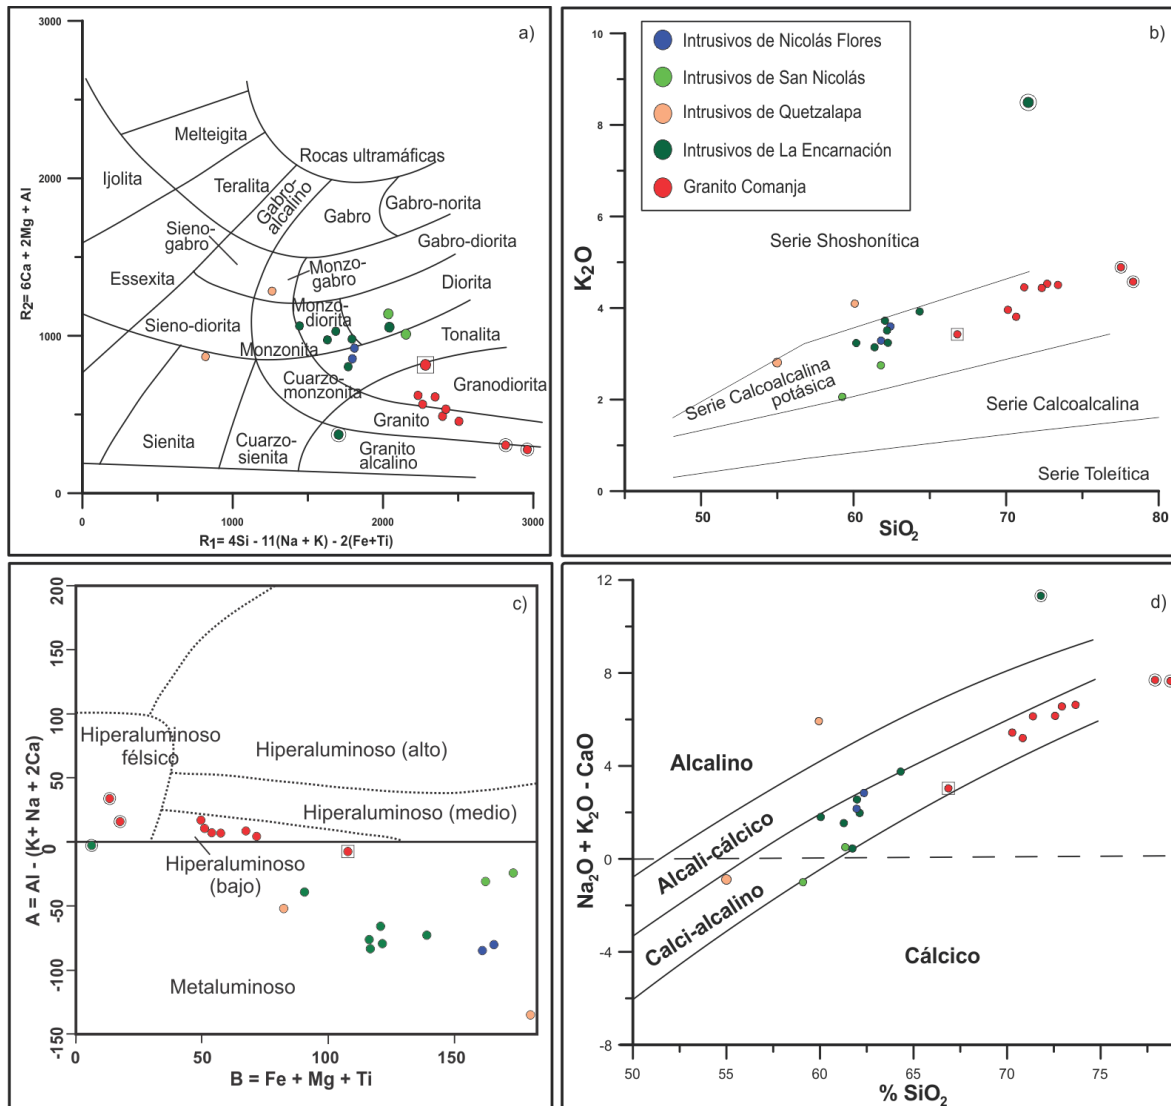 a)
3000
2000
1000
0
0
1000
2000
3000
R2= 6Ca + 2Mg + Al
R1= 4Si - 11(Na + K) - 2(Fe+Ti)
Melteigita
Ijolita
Rocas ultramáficas
Teralita
Gabro-
alcalino
Gabro
Gabro-norita
Sieno-
gabro
Gabro-diorita
Essexita
Monzo-
gabro
Diorita
Monzo-
diorita
Sieno-diorita
Tonalita
Monzonita
Cuarzo-
monzonita
Granodiorita
Granito
Sienita
Cuarzo-
sienita
Granito
alcalino
b)
Intrusivos de Nicolás Flores
Intrusivos de San Nicolás
Intrusivos de Quetzalapa
Intrusivos de La Encarnación
Granito Comanja
10
8
6
4
2
0
50
60
70
80
K2O
SiO2
Serie Shoshonítica
Serie Calcoalcalina
potásica
Serie Calcoalcalina
Serie Toleítica
c)
200
150
100
50
0
-50
-100
-150
0
50
100
150
A = Al - (K+ Na + 2Ca)
B = Fe + Mg + Ti
Hiperaluminoso
félsico
Hiperaluminoso (alto)
Hiperaluminoso (medio)
Hiperaluminoso
(bajo)
Metaluminoso
d)
12
8
4
0
-4
-8
50
55
60
65
70
75
Na2O + K2O - CaO
% SiO2
Alcalino
Alcali-cálcico
Calci-alcalino
Cálcico